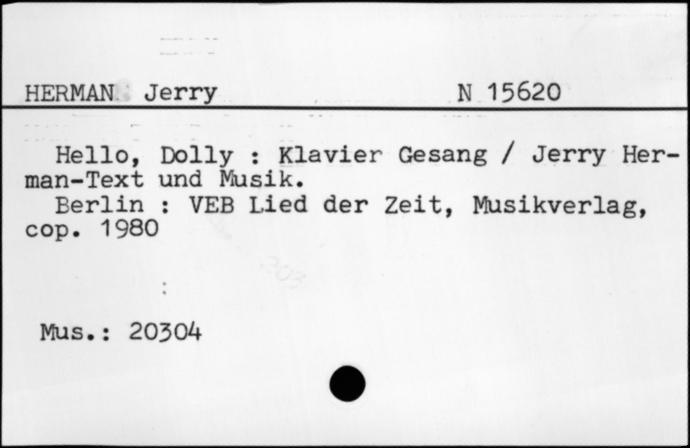 HERMAN Jerry N 15620
Hello, Dolly : Klavier Gesang / Jerry Her-
man-Text und Musik.
Berlin : VEB Lied der Zeit, Musikverlag,
cop. 1980
:
Mus.: 20304